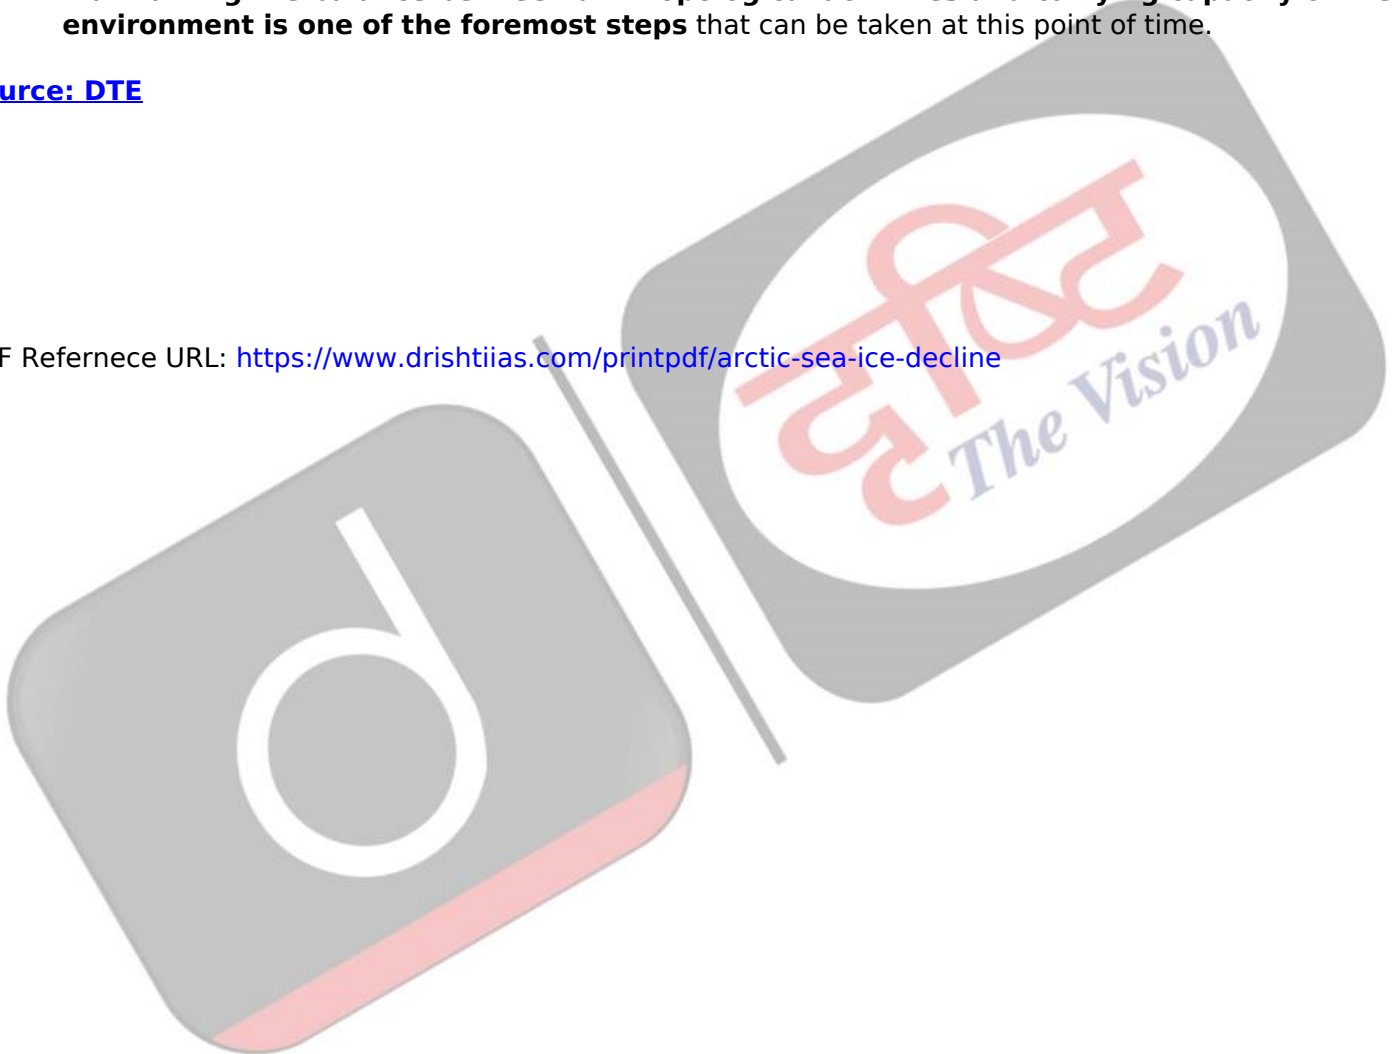 environment is one of the foremost steps that can be taken at this point of time.
urce: DTE
F Refernece URL: https://www.drishtiias.com/printpdf/arctic-sea-ice-decline
दृष्टि
The Vision
d